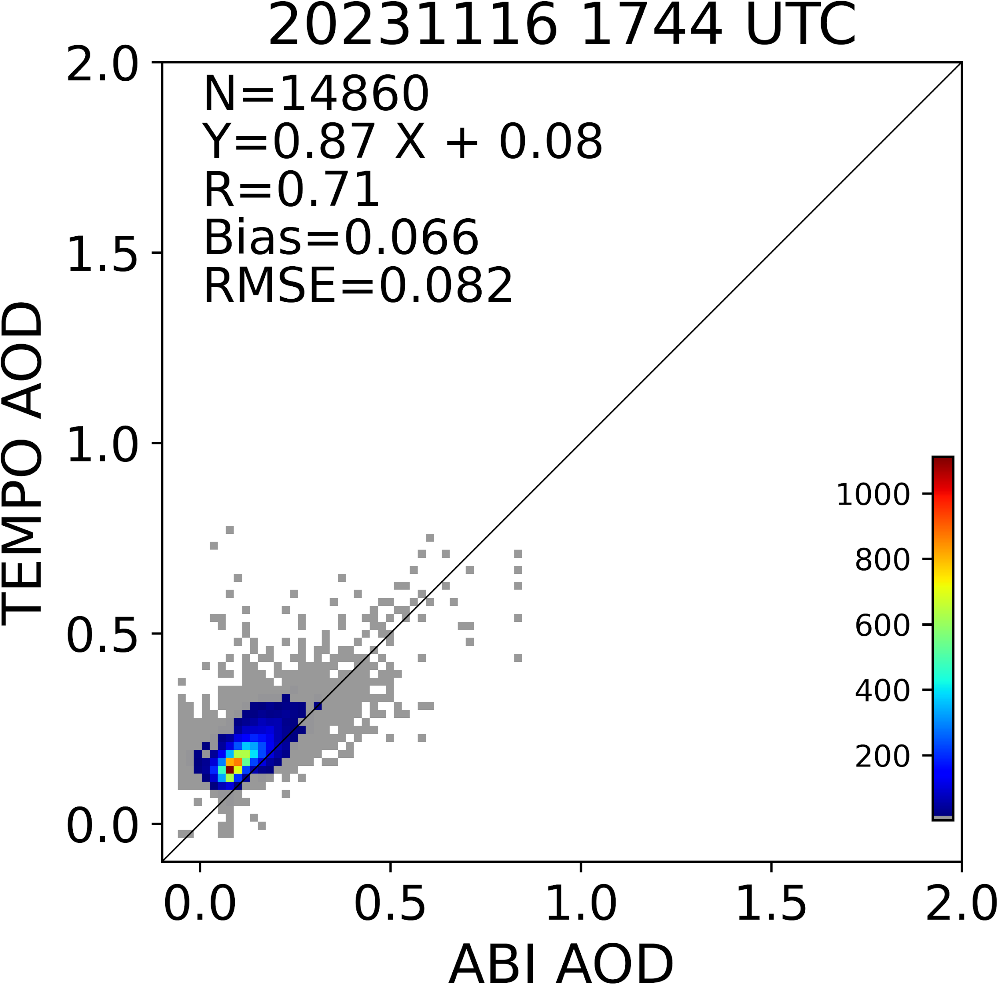 20231116 1744 UTC
N=14860
Y=0.87 X + 0.08
R=0.71
Bias=0.066
RMSE=0.082
TEMPO AOD
2.0
1.5
1.0
0.5
0.0
1000
800
600
400
200
0.0 0.5 1.0 1.5 2.0
ABI AOD